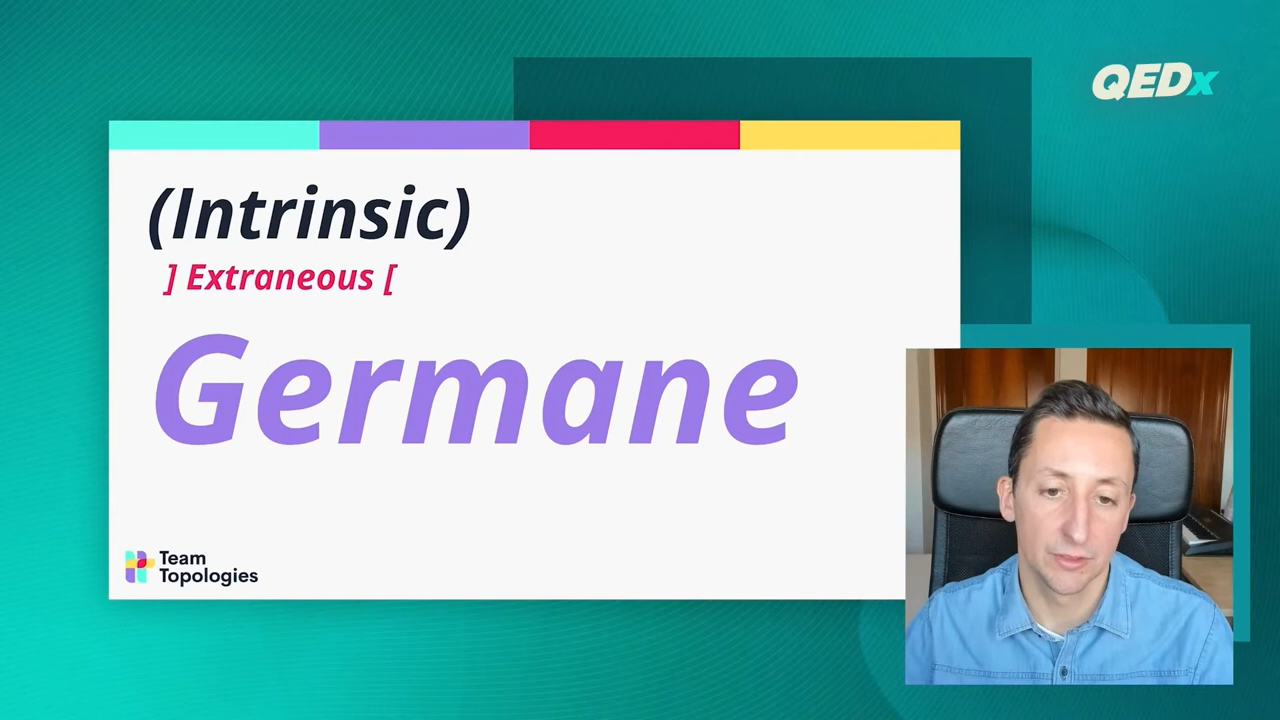 QEDx
(Intrinsic)
] Extraneous [
Germane
Team
Topologies